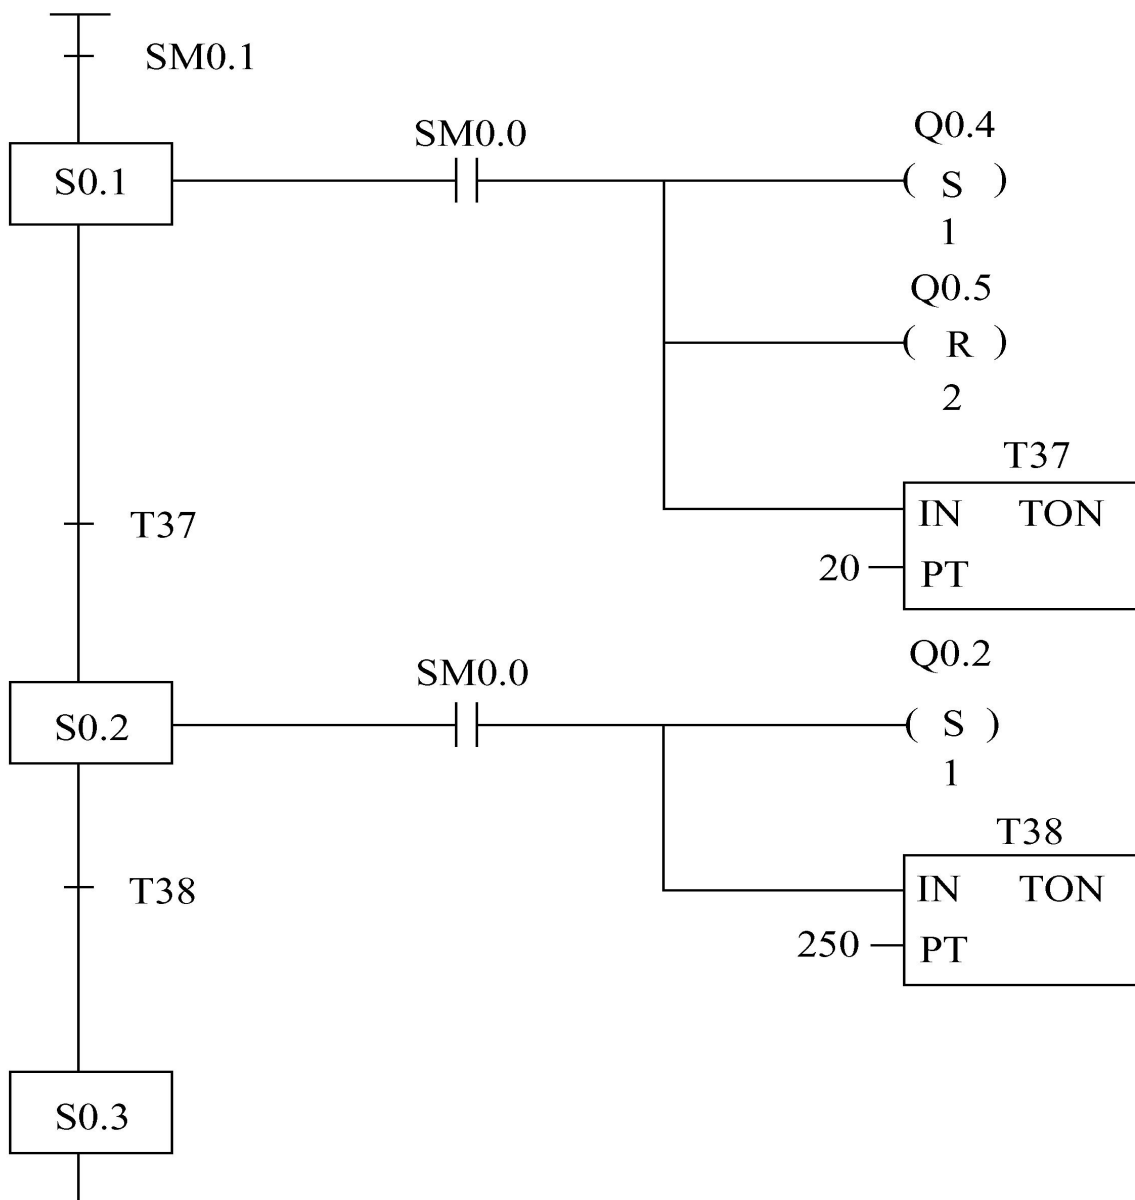 SM0.1
SM0.0
Q0.4
S0.1
( S )
1
Q0.5
( R )
2
T37
IN TON
T37
20
PT
Q0.2
SM0.0
S0.2
( S )
1
T38
IN TON
T38
250
PT
S0.3